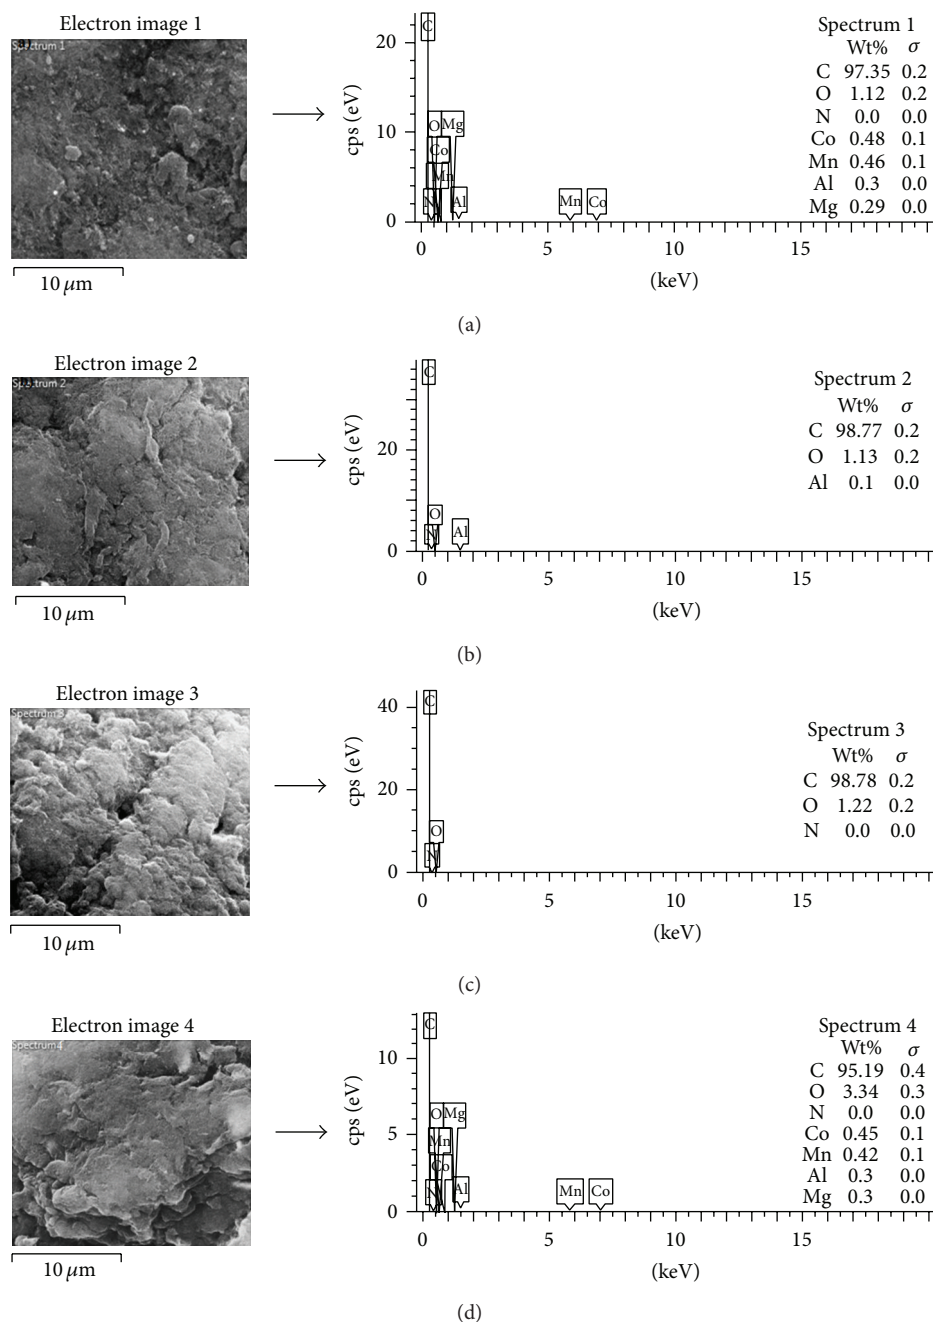 Electron image 1
Spectrum 1
10 μm
cps (eV)
20
10
0
C
O
Mg
Co
Mn
N
Al
Mn
Co
0 5 10 15
(keV)
Spectrum 1
Wt% σ
C 97.35 0.2
O 1.12 0.2
N 0.0 0.0
Co 0.48 0.1
Mn 0.46 0.1
Al 0.3 0.0
Mg 0.29 0.0
(a)
Electron image 2
Spectrum 2
10 μm
cps (eV)
20
0
C
O
N
Al
0 5 10 15
(keV)
Spectrum 2
Wt% σ
C 98.77 0.2
O 1.13 0.2
Al 0.1 0.0
(b)
Electron image 3
Spectrum 3
10 μm
cps (eV)
40
20
0
C
O
N
0 5 10 15
(keV)
Spectrum 3
Wt% σ
C 98.78 0.2
O 1.22 0.2
N 0.0 0.0
(c)
Electron image 4
Spectrum4
10 μm
cps (eV)
10
5
0
C
O
Mg
Mn
Co
N
Al
Mn
Co
0 5 10 15
(keV)
Spectrum 4
Wt% σ
C 95.19 0.4
O 3.34 0.3
N 0.0 0.0
Co 0.45 0.1
Mn 0.42 0.1
Al 0.3 0.0
Mg 0.3 0.0
(d)